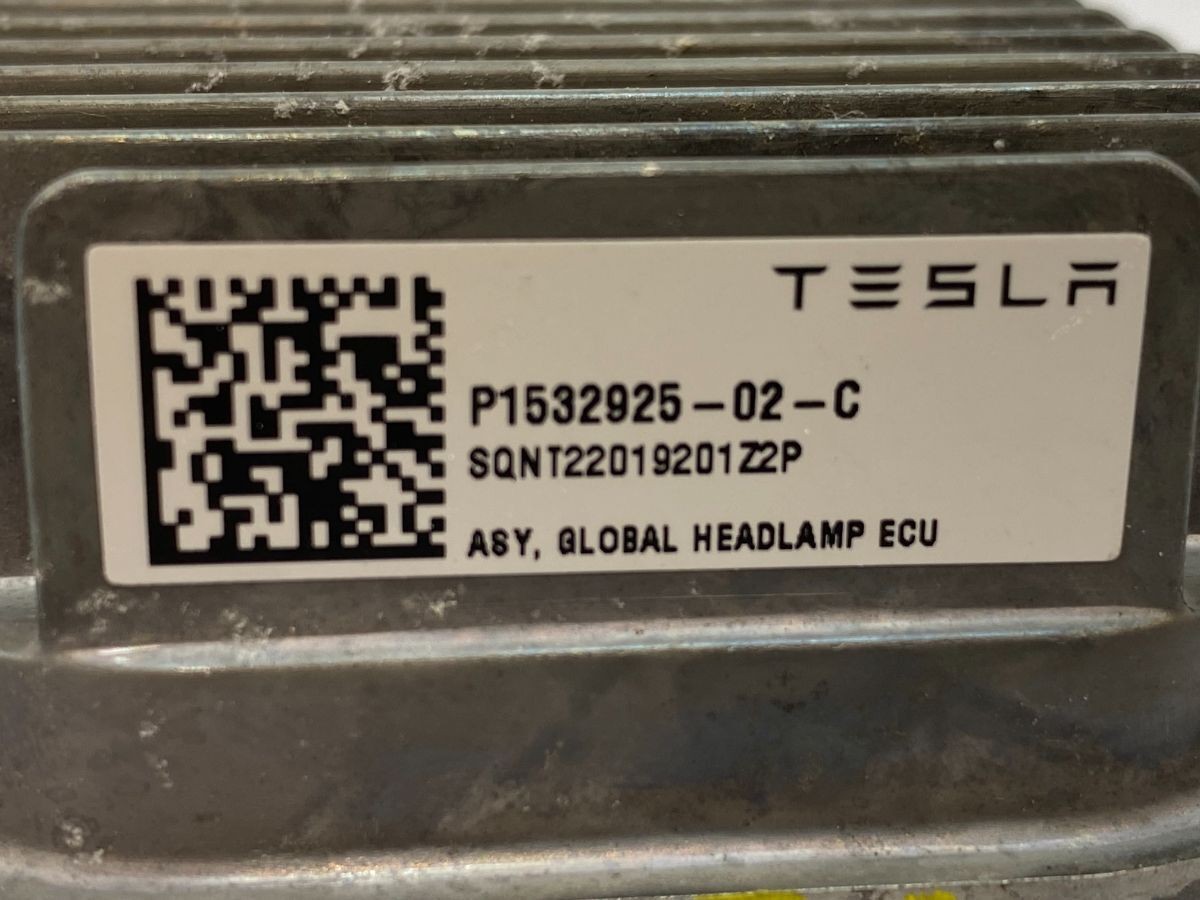 TESLA
P1532925-02-C
SQNT22019201Z2P
ASY, GLOBAL HEADLAMP ECU